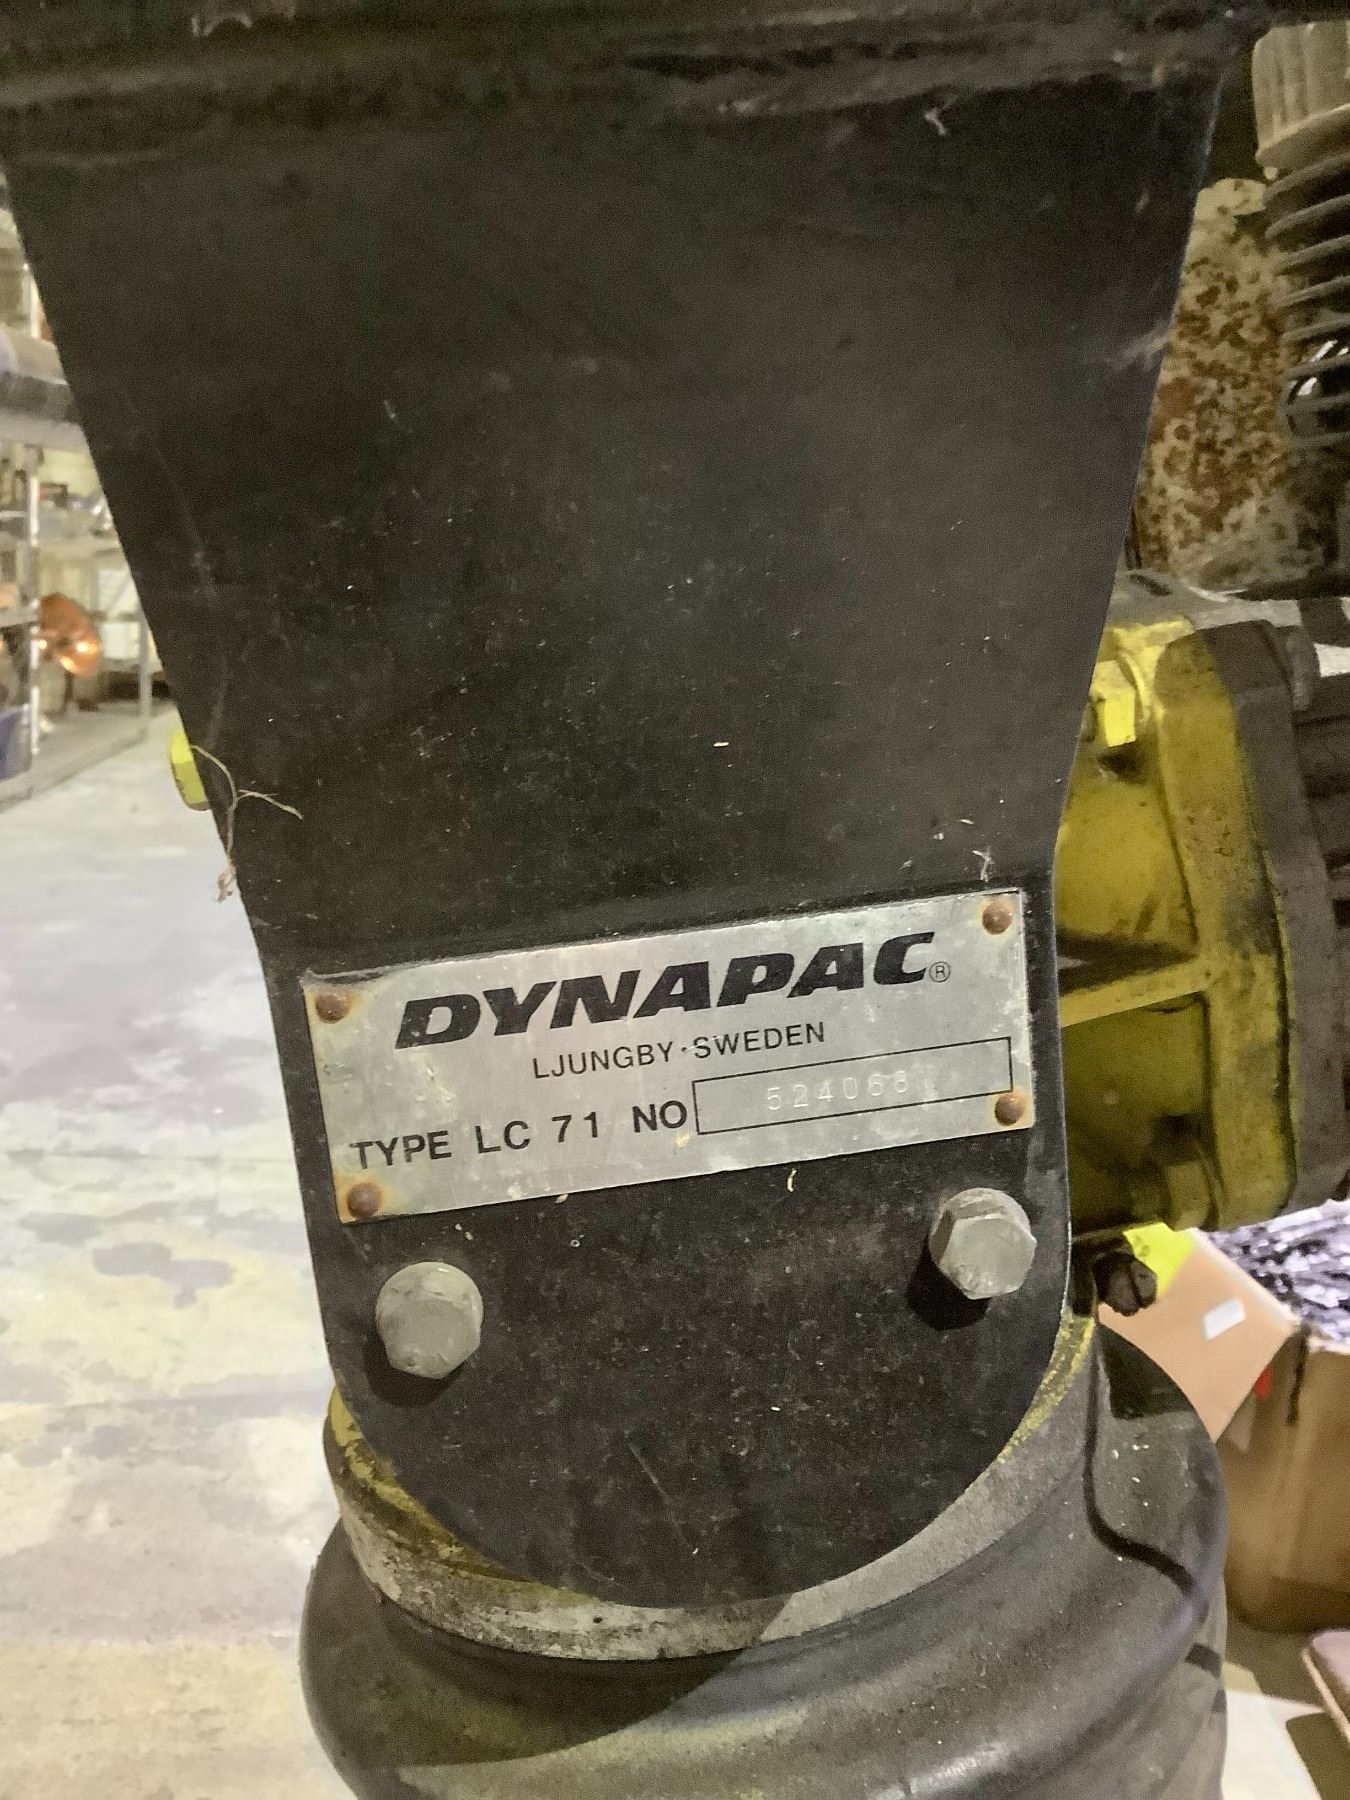 DYNAPAC®
LJUNGBY·SWEDEN
TYPE LC 71 NO 524068